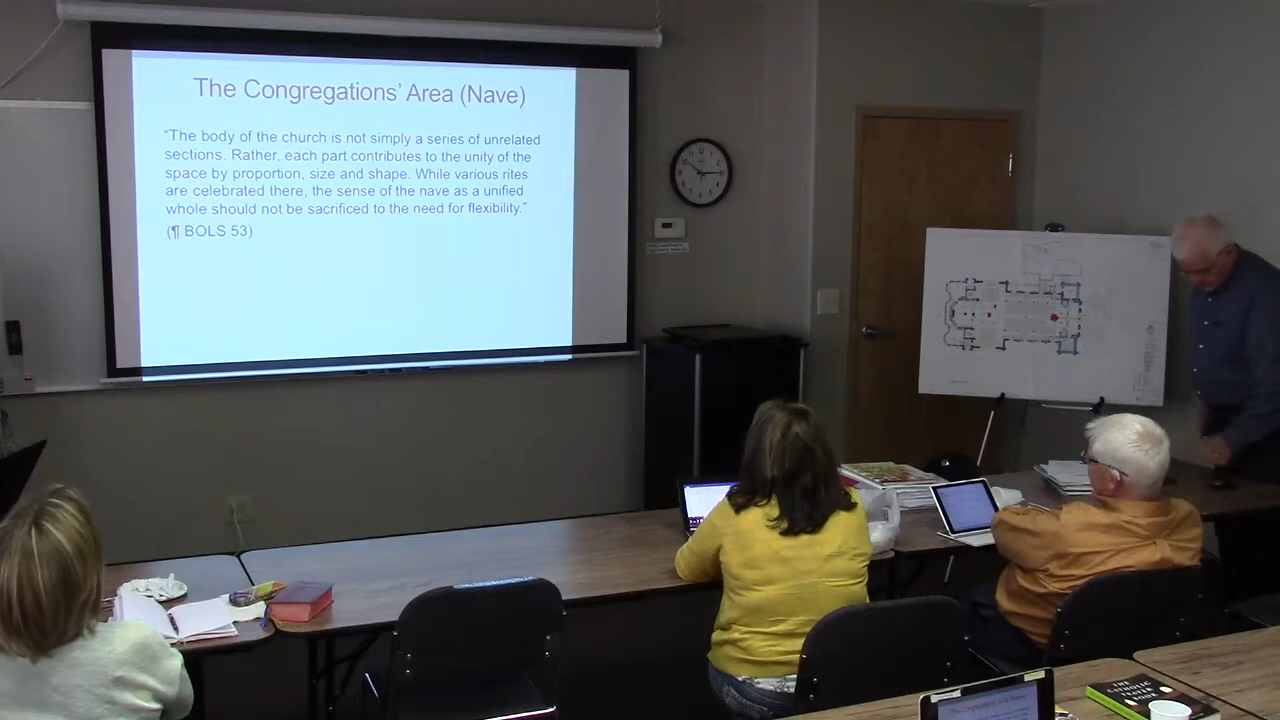 The Congregations' Area (Nave)
“The body of the church is not simply a series of unrelated
sections. Rather, each part contributes to the unity of the
space by proportion, size and shape. While various rites
are celebrated there, the sense of the nave as a unified
whole should not be sacrificed to the need for flexibility.”
(¶ BOLS 53)
THE
CATHOLIC
PRAYER
BOOK